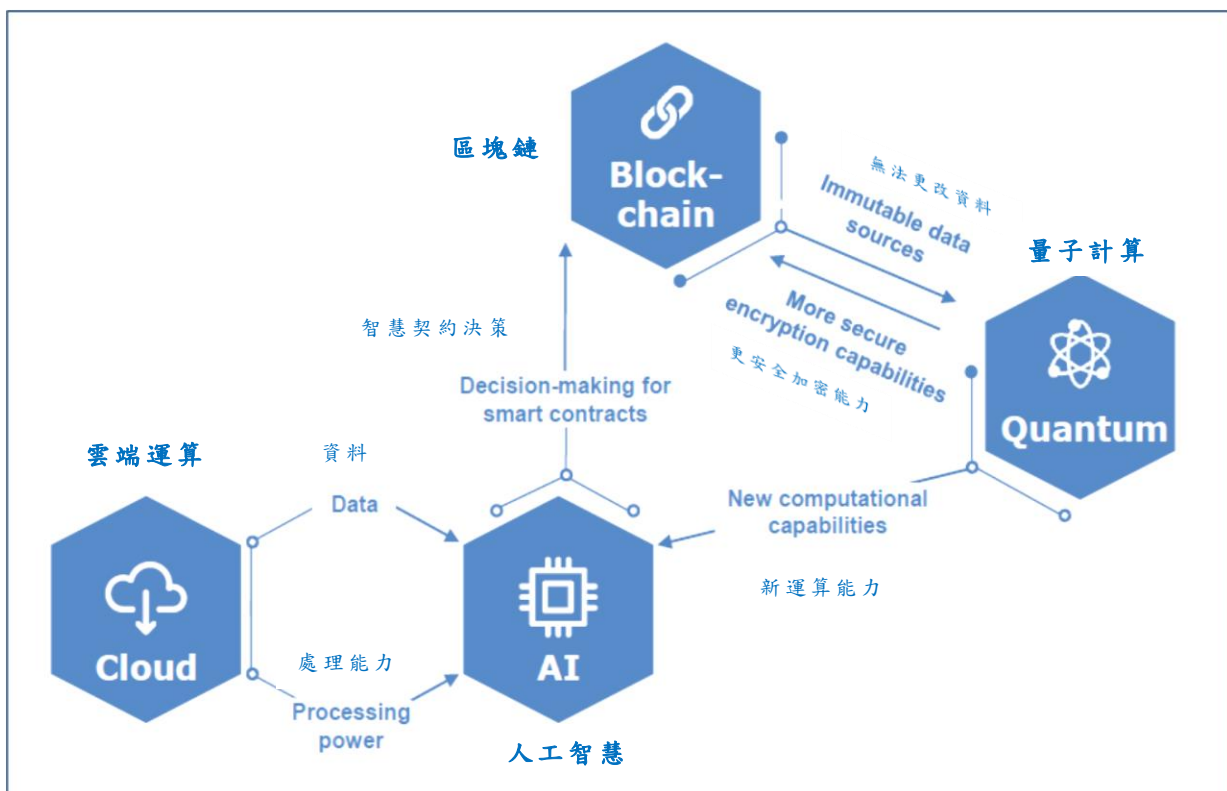 區塊鏈
Block-
chain
無法更改資料
Immutable data
sources
量子計算
More secure
encryption capabilities
更安全加密能力
Quantum
智慧契約決策
Decision-making for
smart contracts
雲端運算
資料
Data
New computational
capabilities
新運算能力
Cloud
處理能力
Processing
power
AI
人工智慧